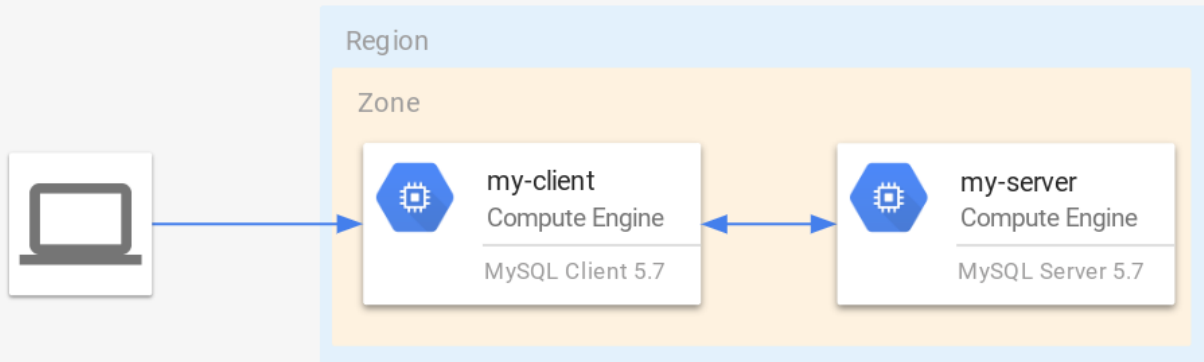 Region
Zone
my-client
Compute Engine
MySQL Client 5.7
my-server
Compute Engine
MySQL Server 5.7